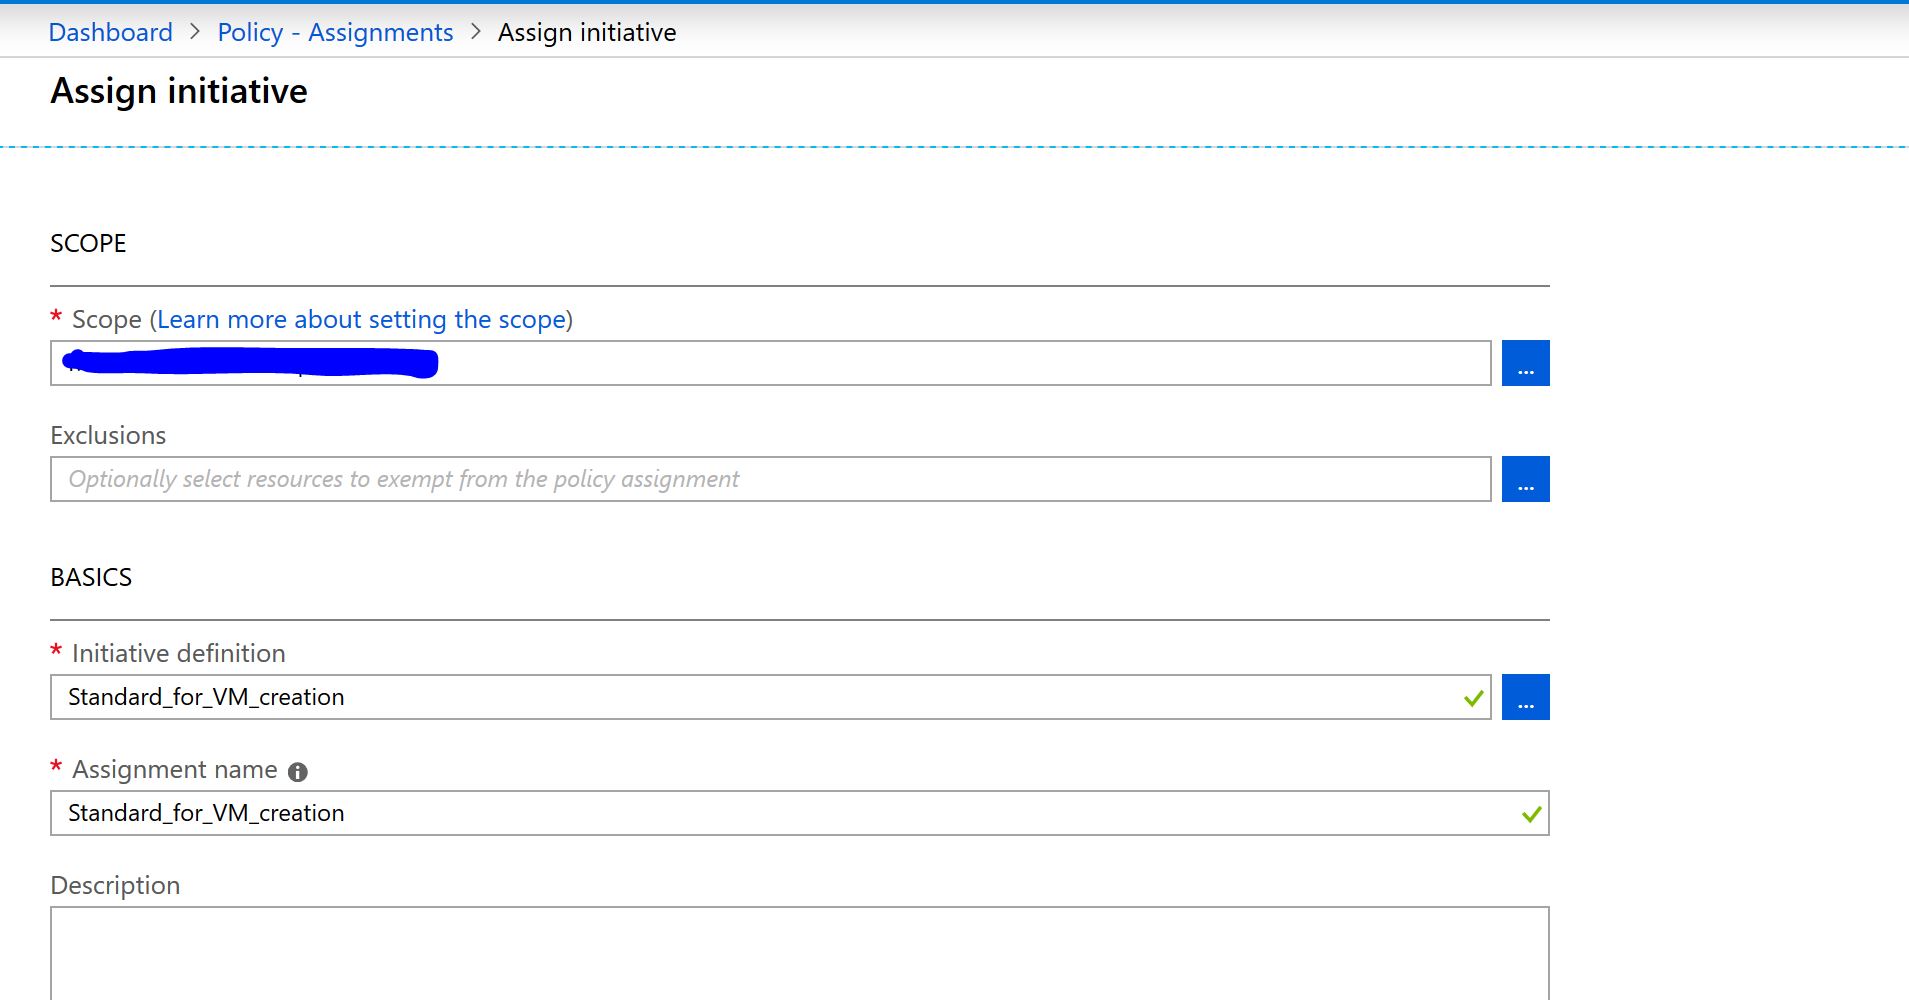 Dashboard > Policy - Assignments > Assign initiative
Assign initiative
SCOPE
* Scope (Learn more about setting the scope)
...
Exclusions
Optionally select resources to exempt from the policy assignment
...
BASICS
* Initiative definition
Standard_for_VM_creation
...
* Assignment name
Standard_for_VM_creation
Description